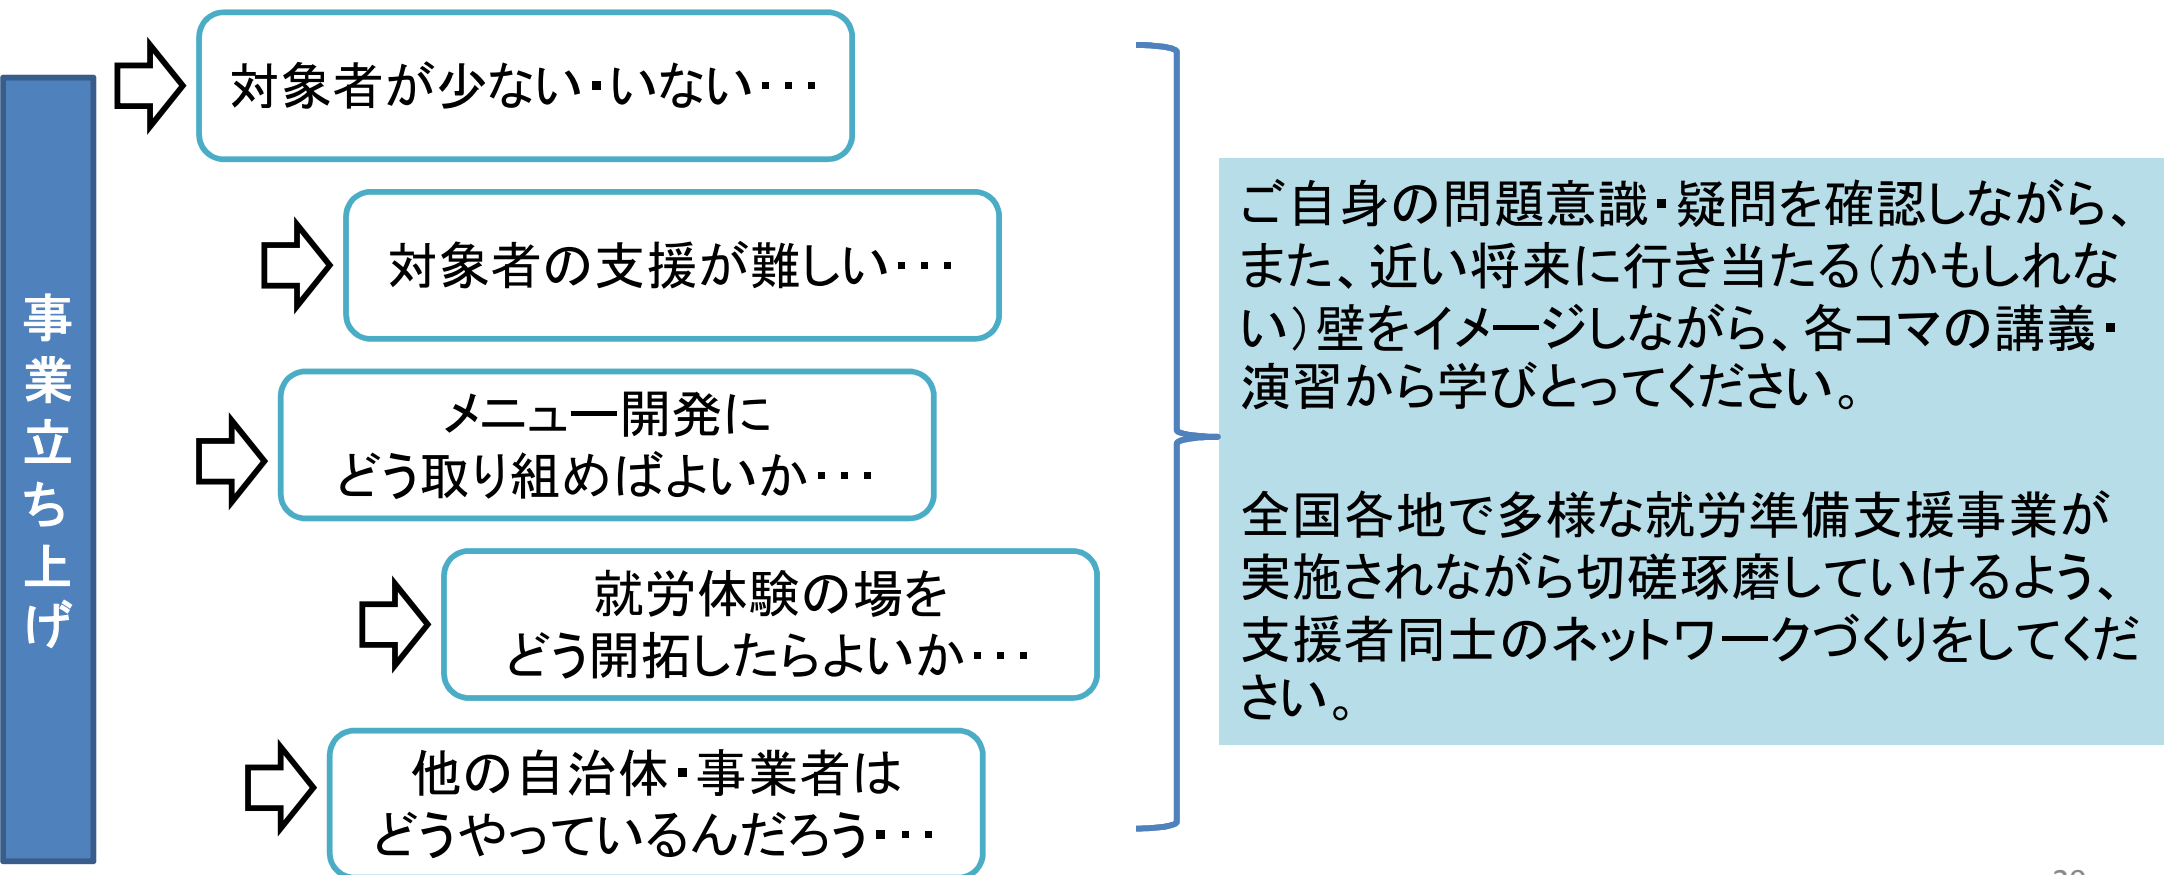 事業立ち上げ
対象者が少ない・いない・・・
対象者の支援が難しい・・・
メニュー開発に
どう取り組めばよいか・・・
就労体験の場を
どう開拓したらよいか・・・
他の自治体・事業者は
どうやっているんだろう・・・
ご自身の問題意識・疑問を確認しながら、
また、近い将来に行き当たる（かもしれな
い）壁をイメージしながら、各コマの講義・
演習から学びとってください。
全国各地で多様な就労準備支援事業が
実施されながら切磋琢磨していけるよう、
支援者同士のネットワークづくりをしてくだ
さい。